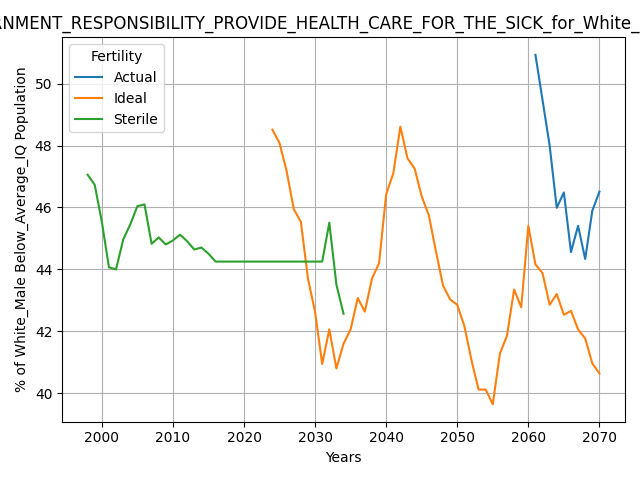 RNMENT_RESPONSIBILITY_PROVIDE_HEALTH_CARE_FOR_THE_SICK_for_White_
Fertility
Actual
Ideal
Sterile
% of White_Male Below_Average_IQ Population
50
48
46
44
42
40
2000 2010 2020 2030 2040 2050 2060 2070
Years